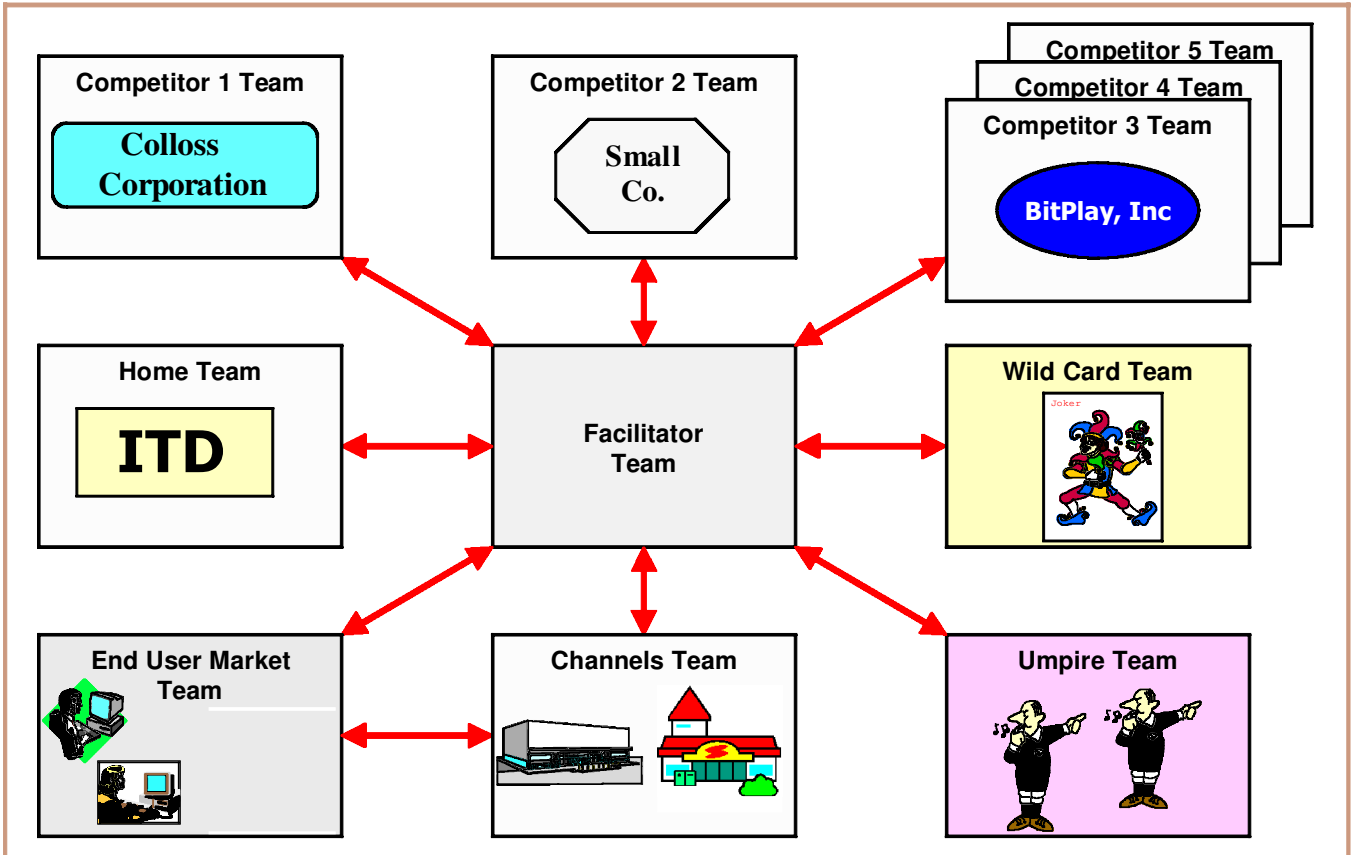 Competitor 1 Team
Colloss
Corporation
Competitor 2 Team
Small
Co.
Competitor 5 Team
Competitor 4 Team
Competitor 3 Team
BitPlay, Inc
Home Team
ITD
Facilitator
Team
Wild Card Team
Joker
End User Market
Team
Channels Team
S
Umpire Team